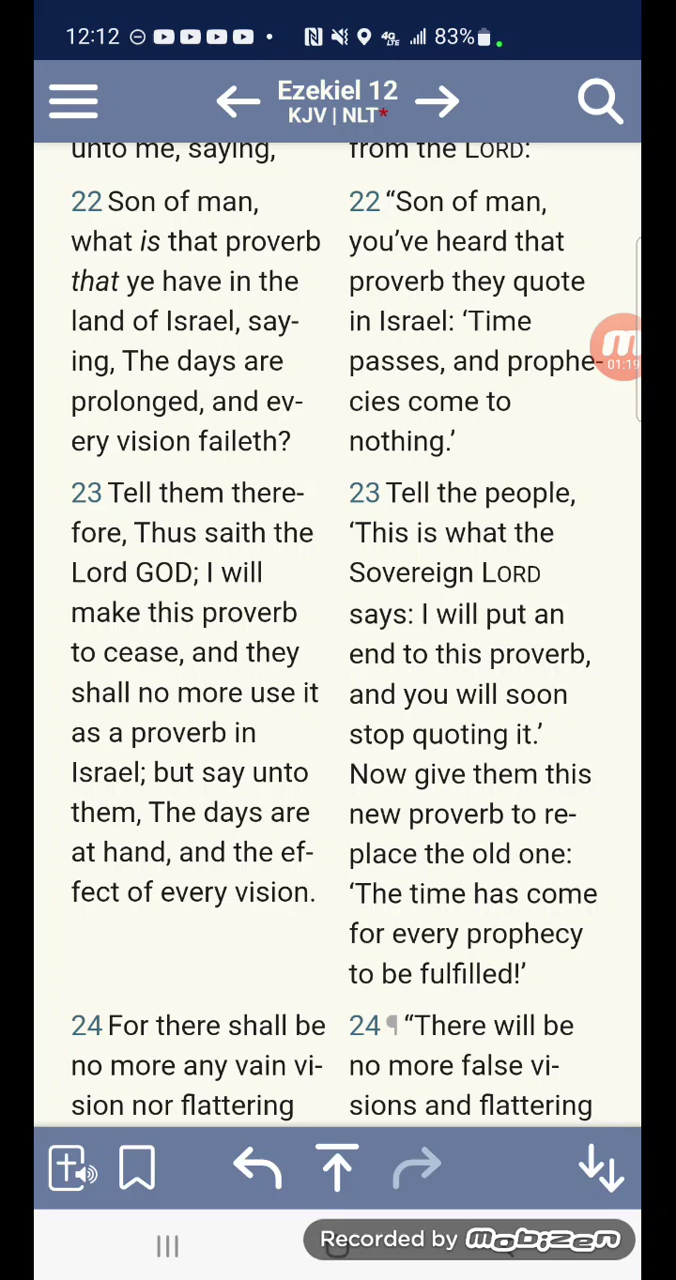 12:12 4G LTE 83%
Ezekiel 12
KJV | NLT*
unto me, saying,
22 Son of man,
what is that proverb
that ye have in the
land of Israel, say-
ing, The days are
prolonged, and ev-
ery vision faileth?
23 Tell them there-
fore, Thus saith the
Lord GOD; I will
make this proverb
to cease, and they
shall no more use it
as a proverb in
Israel; but say unto
them, The days are
at hand, and the ef-
fect of every vision.
24 For there shall be
no more any vain vi-
sion nor flattering
from the LORD:
22 “Son of man,
you’ve heard that
proverb they quote
in Israel: ‘Time
passes, and prophe-
cies come to
nothing.’
23 Tell the people,
‘This is what the
Sovereign LORD
says: I will put an
end to this proverb,
and you will soon
stop quoting it.’
Now give them this
new proverb to re-
place the old one:
‘The time has come
for every prophecy
to be fulfilled!’
24 ¶ “There will be
no more false vi-
sions and flattering
m
01:19
Recorded by mobizen